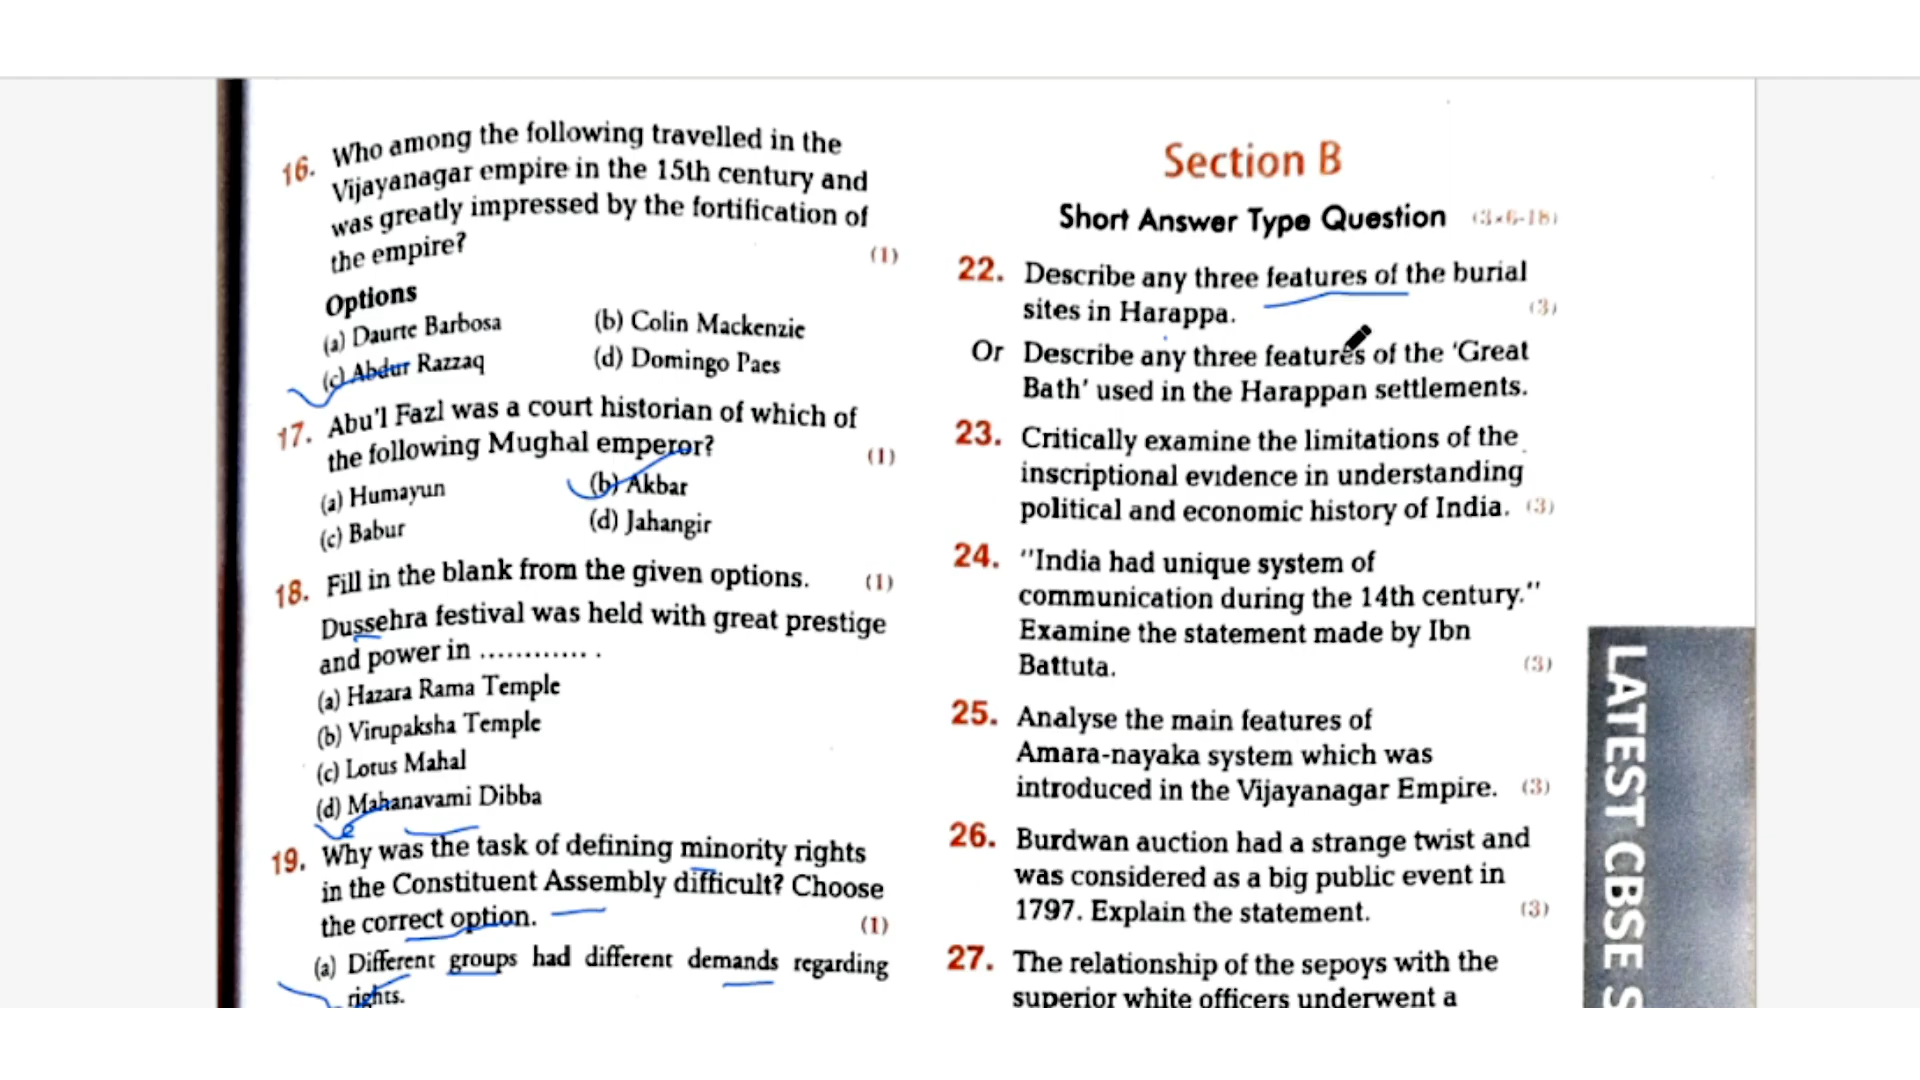 16. Who among the following travelled in the
Vijayanagar empire in the 15th century and
was greatly impressed by the fortification of
the empire? (1)
Options
(a) Daurte Barbosa (b) Colin Mackenzie
(c) Abdur Razzaq (d) Domingo Paes
17. Abu'l Fazl was a court historian of which of
the following Mughal emperor? (1)
(a) Humayun (b) Akbar
(c) Babur (d) Jahangir
18. Fill in the blank from the given options. (1)
Dussehra festival was held with great prestige
and power in ............ .
(a) Hazara Rama Temple
(b) Virupaksha Temple
(c) Lotus Mahal
(d) Mahanavami Dibba
19. Why was the task of defining minority rights
in the Constituent Assembly difficult? Choose
the correct option. (1)
(a) Different groups had different demands regarding
rights.
Section B
Short Answer Type Question (3×6-18)
22. Describe any three features of the burial
sites in Harappa. (3)
Or Describe any three features of the 'Great
Bath' used in the Harappan settlements.
23. Critically examine the limitations of the
inscriptional evidence in understanding
political and economic history of India. (3)
24. "India had unique system of
communication during the 14th century."
Examine the statement made by Ibn
Battuta. (3)
25. Analyse the main features of
Amara-nayaka system which was
introduced in the Vijayanagar Empire. (3)
26. Burdwan auction had a strange twist and
was considered as a big public event in
1797. Explain the statement. (3)
27. The relationship of the sepoys with the
superior white officers underwent a
LATEST CBSE S